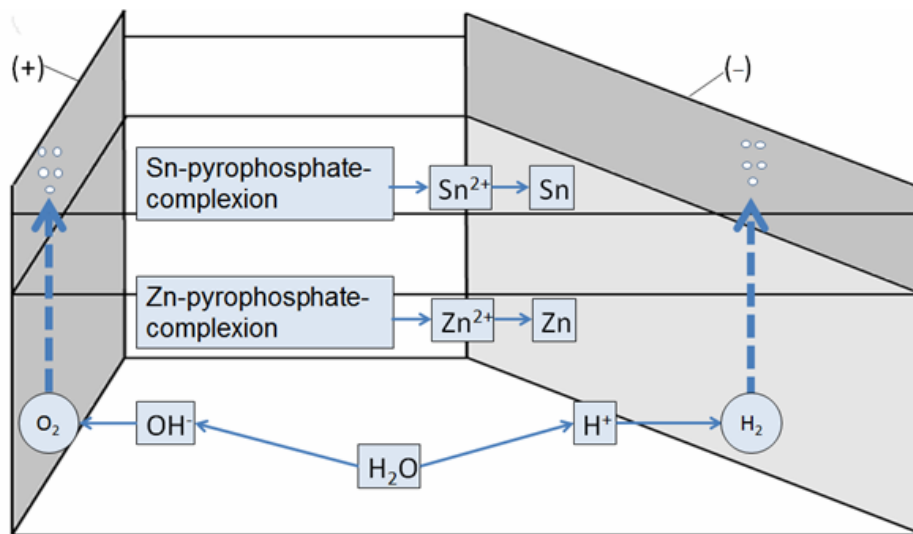 (+)
(–)
Sn-pyrophosphate-
complexion
Sn²⁺
Sn
Zn-pyrophosphate-
complexion
Zn²⁺
Zn
O₂
OH⁻
H₂O
H⁺
H₂